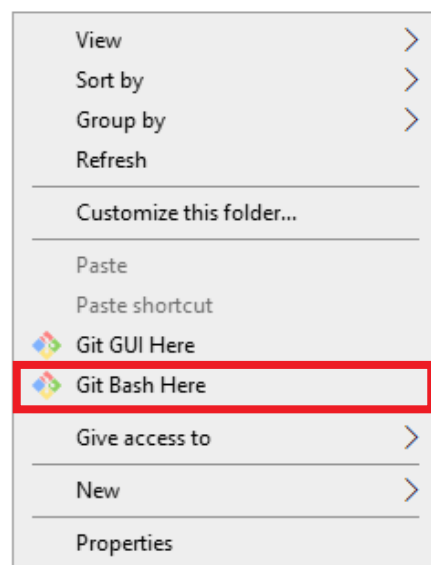 View
Sort by
Group by
Refresh
Customize this folder...
Paste
Paste shortcut
Git GUI Here
Git Bash Here
Give access to
New
Properties